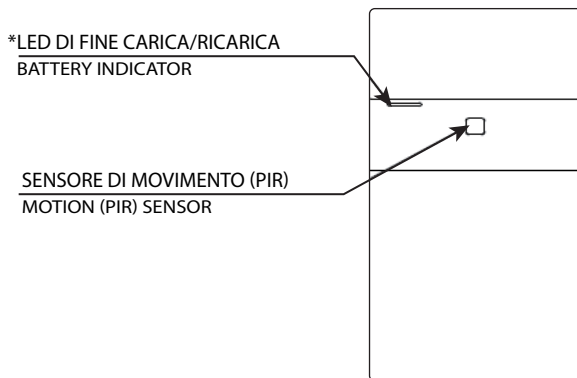 *LED DI FINE CARICA/RICARICA
BATTERY INDICATOR
SENSORE DI MOVIMENTO (PIR)
MOTION (PIR) SENSOR